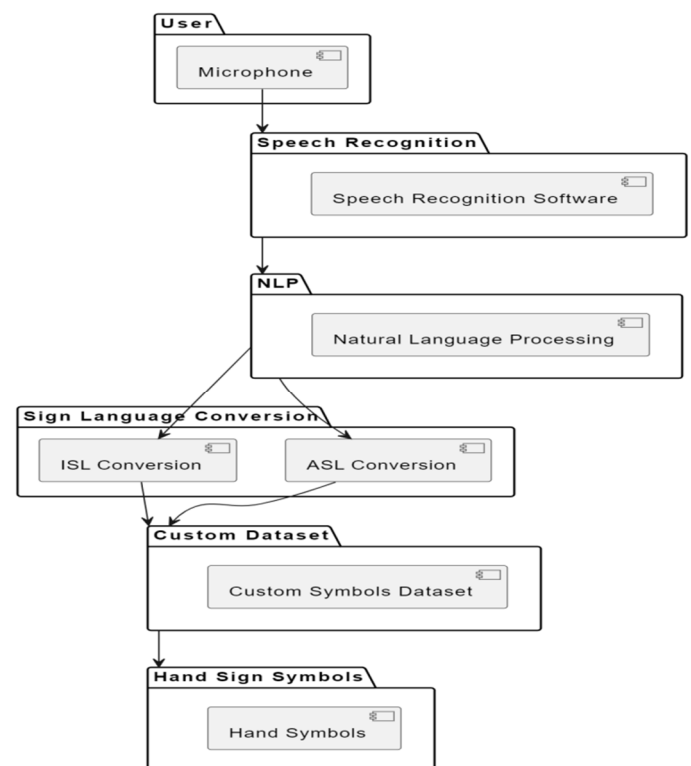 User
Microphone
Speech Recognition
Speech Recognition Software
NLP
Natural Language Processing
Sign Language Conversion
ISL Conversion
ASL Conversion
Custom Dataset
Custom Symbols Dataset
Hand Sign Symbols
Hand Symbols